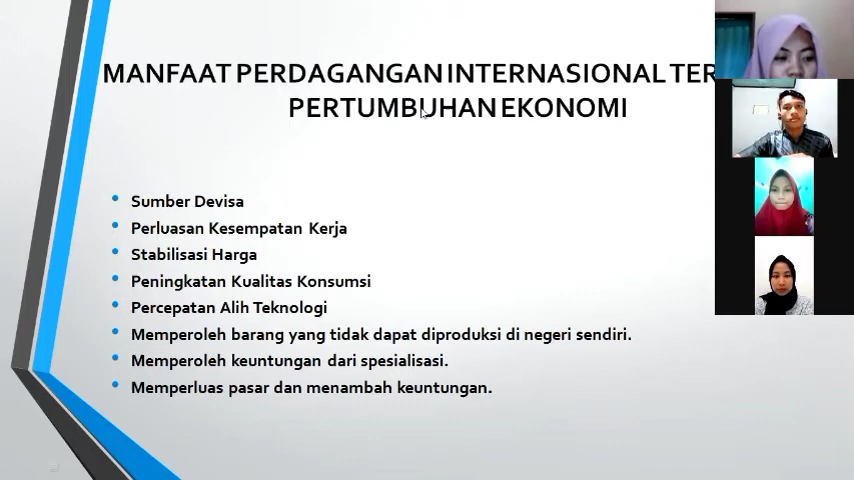 MANFAAT PERDAGANGAN INTERNASIONAL TER
PERTUMBUHAN EKONOMI
Sumber Devisa
Perluasan Kesempatan Kerja
Stabilisasi Harga
Peningkatan Kualitas Konsumsi
Percepatan Alih Teknologi
Memperoleh barang yang tidak dapat diproduksi di negeri sendiri.
Memperoleh keuntungan dari spesialisasi.
Memperluas pasar dan menambah keuntungan.